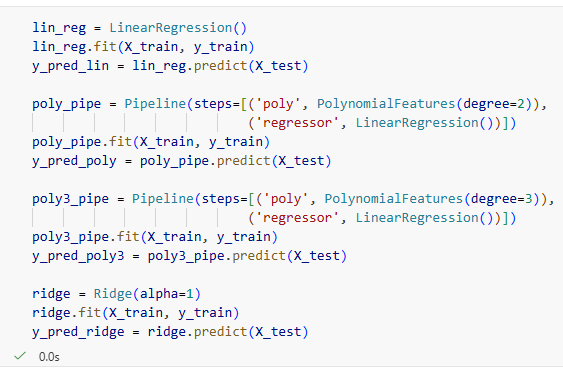 lin_reg = LinearRegression()
lin_reg.fit(X_train, y_train)
y_pred_lin = lin_reg.predict(X_test)
poly_pipe = Pipeline(steps=[('poly', PolynomialFeatures(degree=2)),
('regressor', LinearRegression())])
poly_pipe.fit(X_train, y_train)
y_pred_poly = poly_pipe.predict(X_test)
poly3_pipe = Pipeline(steps=[('poly', PolynomialFeatures(degree=3)),
('regressor', LinearRegression())])
poly3_pipe.fit(X_train, y_train)
y_pred_poly3 = poly3_pipe.predict(X_test)
ridge = Ridge(alpha=1)
ridge.fit(X_train, y_train)
y_pred_ridge = ridge.predict(X_test)
0.0s